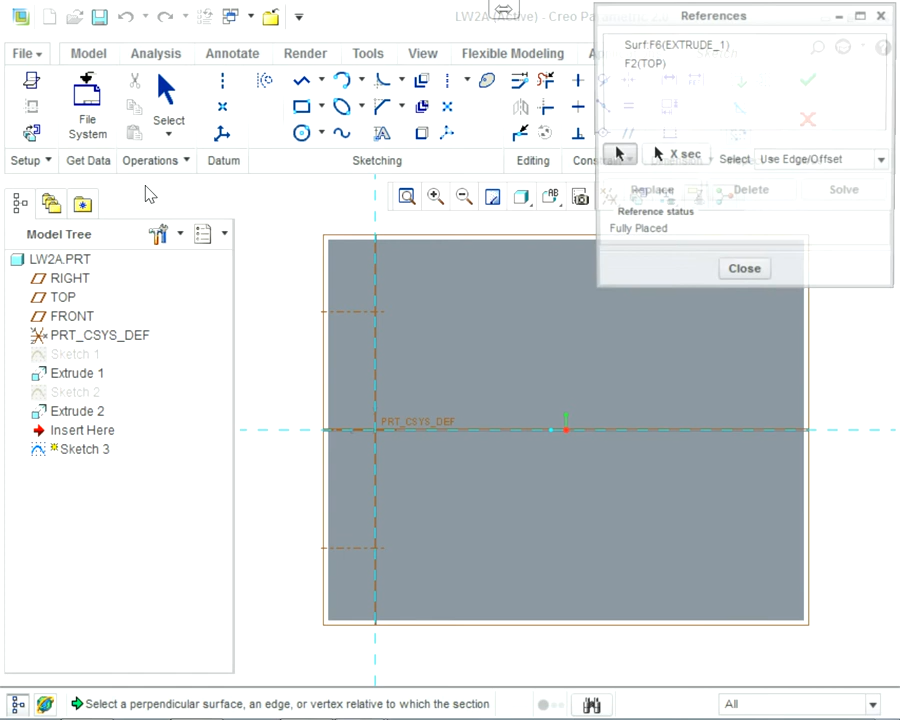 LW2A (Active) - Creo Parametric 2.0
References
File
Model
Analysis
Annotate
Render
Tools
View
Flexible Modeling
Surf:F6(EXTRUDE_1)
F2(TOP)
File
System
Select
Setup
Get Data
Operations
Datum
Sketching
Editing
X sec
Select
Use Edge/Offset
Replace
Delete
Solve
Reference status
Fully Placed
Close
Model Tree
LW2A.PRT
RIGHT
TOP
FRONT
PRT_CSYS_DEF
Sketch 1
Extrude 1
Sketch 2
Extrude 2
Insert Here
Sketch 3
PRT_CSYS_DEF
Select a perpendicular surface, an edge, or vertex relative to which the section
All